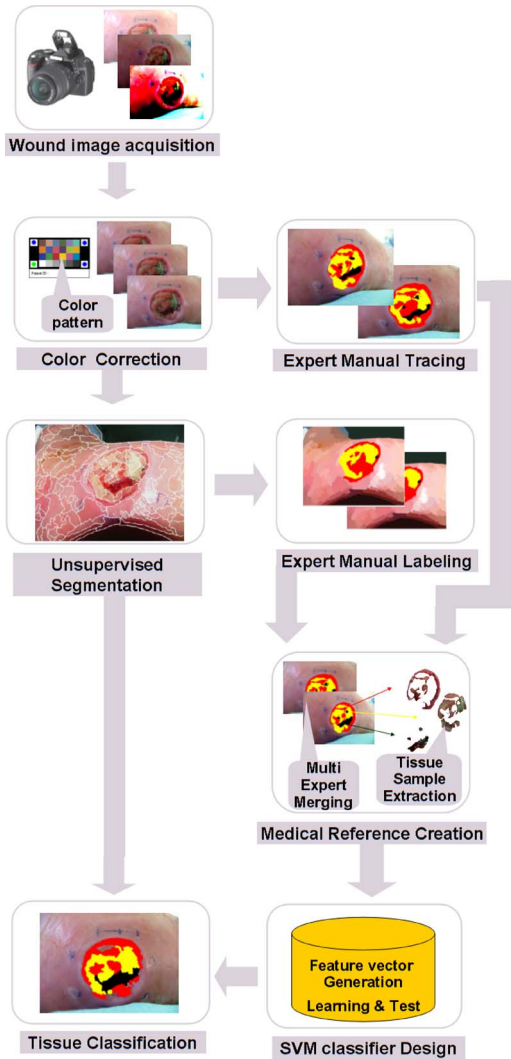 Wound image acquisition
Color
pattern
Color Correction
Expert Manual Tracing
Unsupervised
Segmentation
Expert Manual Labeling
Multi
Expert
Merging
Tissue
Sample
Extraction
Medical Reference Creation
Feature vector
Generation
Learning & Test
Tissue Classification
SVM classifier Design